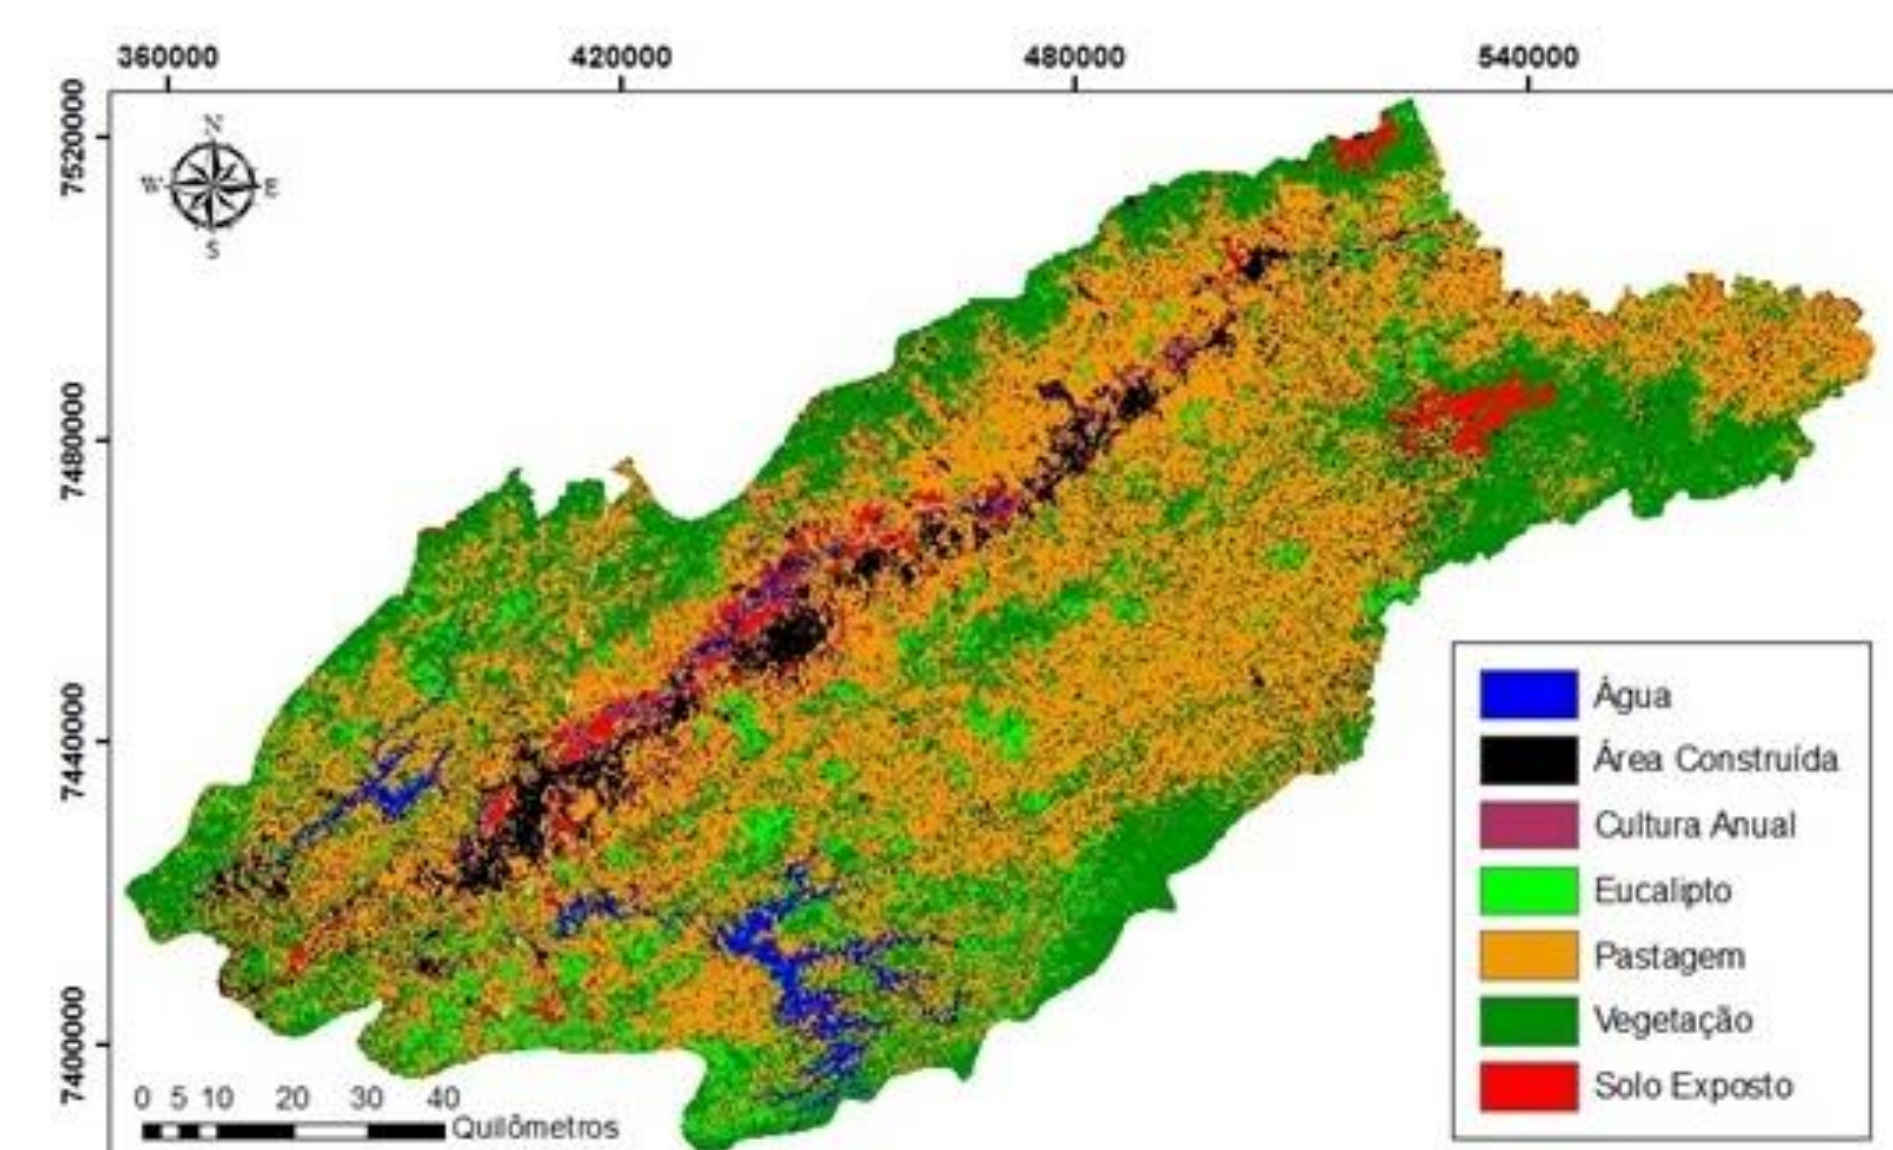 360000 420000 480000 540000
7520000
7480000
7440000
7400000
N
W E
S
Água
Área Construída
Cultura Anual
Eucalipto
Pastagem
Vegetação
Solo Exposto
0 5 10 20 30 40
Quilômetros